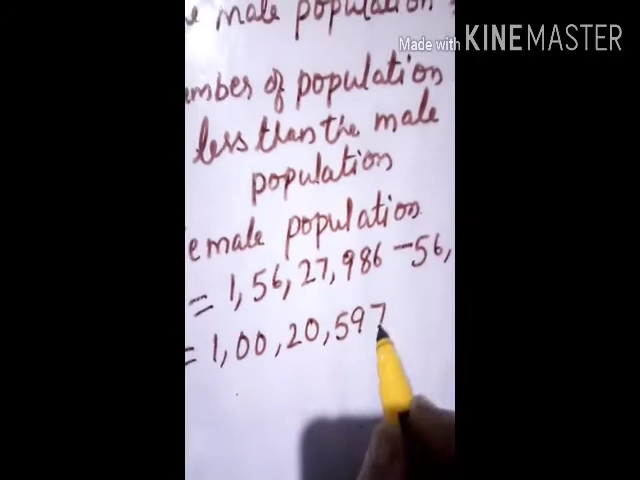 male population
Made with KINEMASTER
of population
less than the male
population
emale population
= 1,56,27,986 - 56,
= 1,00,20,597